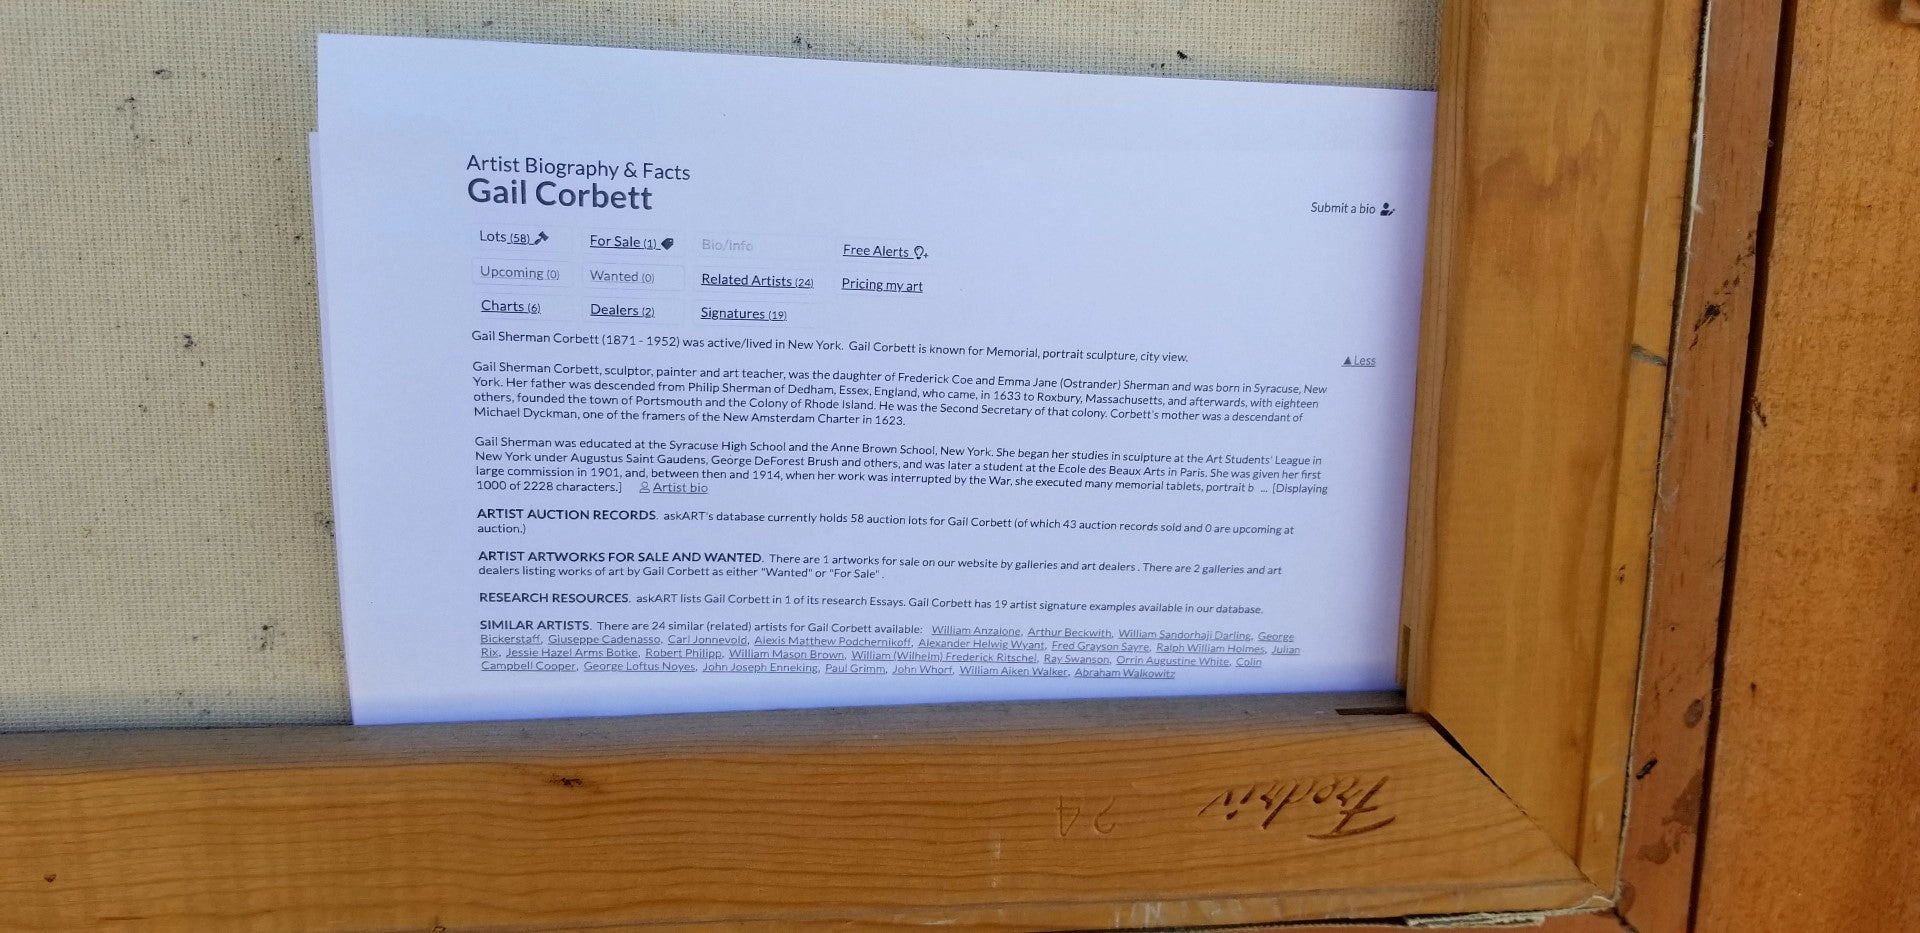 Artist Biography & Facts
Gail Corbett
Submit a bio
Lots (58) For Sale (1) Bio/Info Free Alerts
Upcoming (0) Wanted (0) Related Artists (24) Pricing my art
Charts (6) Dealers (2) Signatures (19)
Gail Sherman Corbett (1871 - 1952) was active/lived in New York. Gail Corbett is known for Memorial, portrait sculpture, city view.
▲Less
Gail Sherman Corbett, sculptor, painter and art teacher, was the daughter of Frederick Coe and Emma Jane (Ostrander) Sherman and was born in Syracuse, New
York. Her father was descended from Philip Sherman of Dedham, Essex, England, who came, in 1633 to Roxbury, Massachusetts, and afterwards, with eighteen
others, founded the town of Portsmouth and the Colony of Rhode Island. He was the Second Secretary of that colony. Corbett's mother was a descendant of
Michael Dyckman, one of the framers of the New Amsterdam Charter in 1623.
Gail Sherman was educated at the Syracuse High School and the Anne Brown School, New York. She began her studies in sculpture at the Art Students' League in
New York under Augustus Saint Gaudens, George DeForest Brush and others, and was later a student at the Ecole des Beaux Arts in Paris. She was given her first
large commission in 1901, and, between then and 1914, when her work was interrupted by the War, she executed many memorial tablets, portrait b ... [Displaying
1000 of 2228 characters.] Artist bio
ARTIST AUCTION RECORDS. askART's database currently holds 58 auction lots for Gail Corbett (of which 43 auction records sold and 0 are upcoming at
auction.)
ARTIST ARTWORKS FOR SALE AND WANTED. There are 1 artworks for sale on our website by galleries and art dealers. There are 2 galleries and art
dealers listing works of art by Gail Corbett as either "Wanted" or "For Sale".
RESEARCH RESOURCES. askART lists Gail Corbett in 1 of its research Essays. Gail Corbett has 19 artist signature examples available in our database.
SIMILAR ARTISTS. There are 24 similar (related) artists for Gail Corbett available: William Anzalone, Arthur Beckwith, William Sandorhaji Darling, George
Bickerstaff, Giuseppe Cadenasso, Carl Jonnevold, Alexis Matthew Podchernikoff, Alexander Helwig Wyant, Fred Grayson Sayre, Ralph William Holmes, Julian
Rix, Jessie Hazel Arms Botke, Robert Philipp, William Mason Brown, William (Wilhelm) Frederick Ritschel, Ray Swanson, Orrin Augustine White, Colin
Campbell Cooper, George Loftus Noyes, John Joseph Enneking, Paul Grimm, John Whorf, William Aiken Walker, Abraham Walkowitz
Fredrix 24